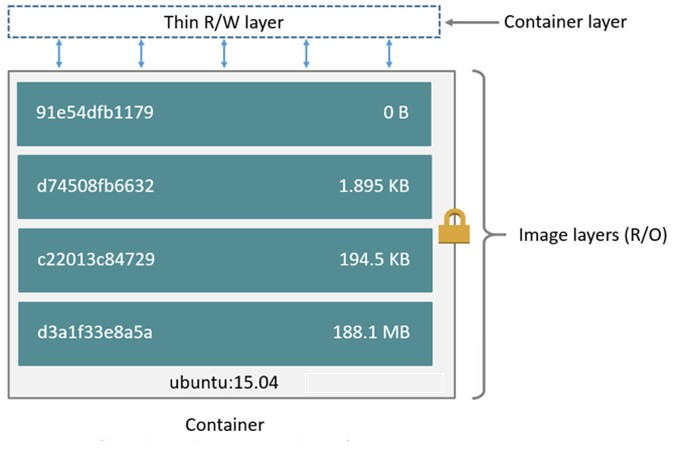 Thin R/W layer
Container layer
91e54dfb1179 0 B
d74508fb6632 1.895 KB
c22013c84729 194.5 KB
Image layers (R/O)
d3a1f33e8a5a 188.1 MB
ubuntu:15.04
Container